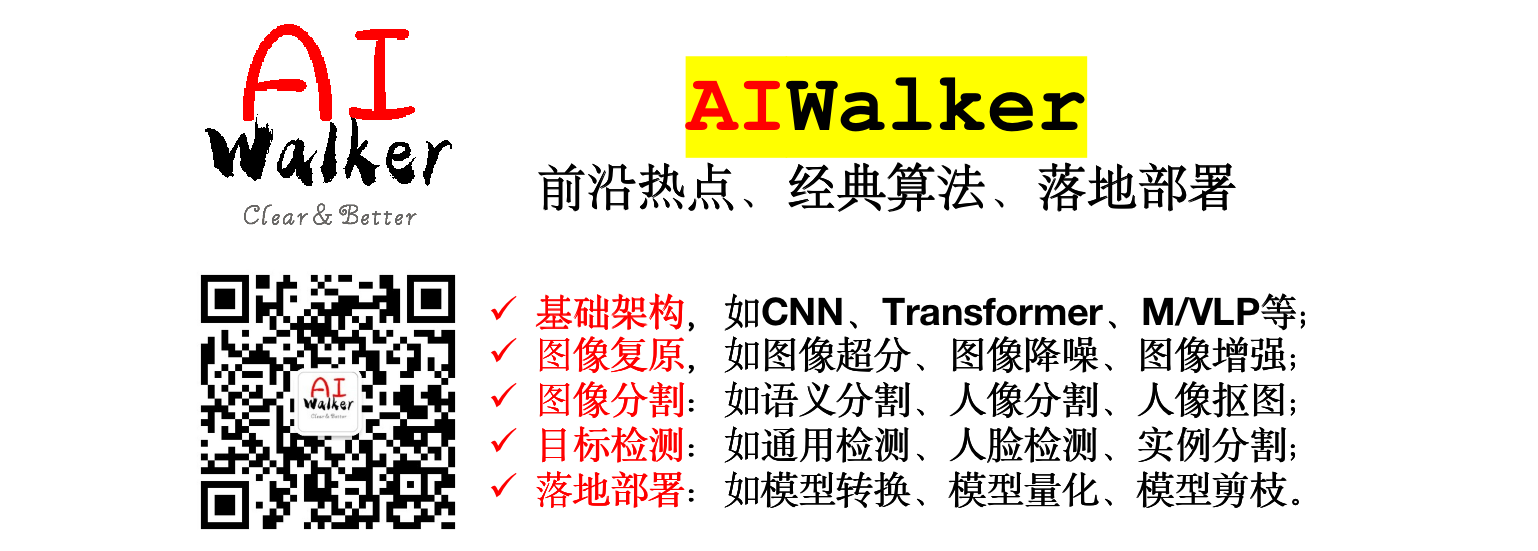 AI
Walker
Clear & Better
AIWalker
前沿热点、经典算法、落地部署
AI
Walker
Clear & Better
✓ 基础架构，如CNN、Transformer、M/VLP等；
✓ 图像复原，如图像超分、图像降噪、图像增强；
✓ 图像分割：如语义分割、人像分割、人像抠图；
✓ 目标检测：如通用检测、人脸检测、实例分割；
✓ 落地部署：如模型转换、模型量化、模型剪枝。